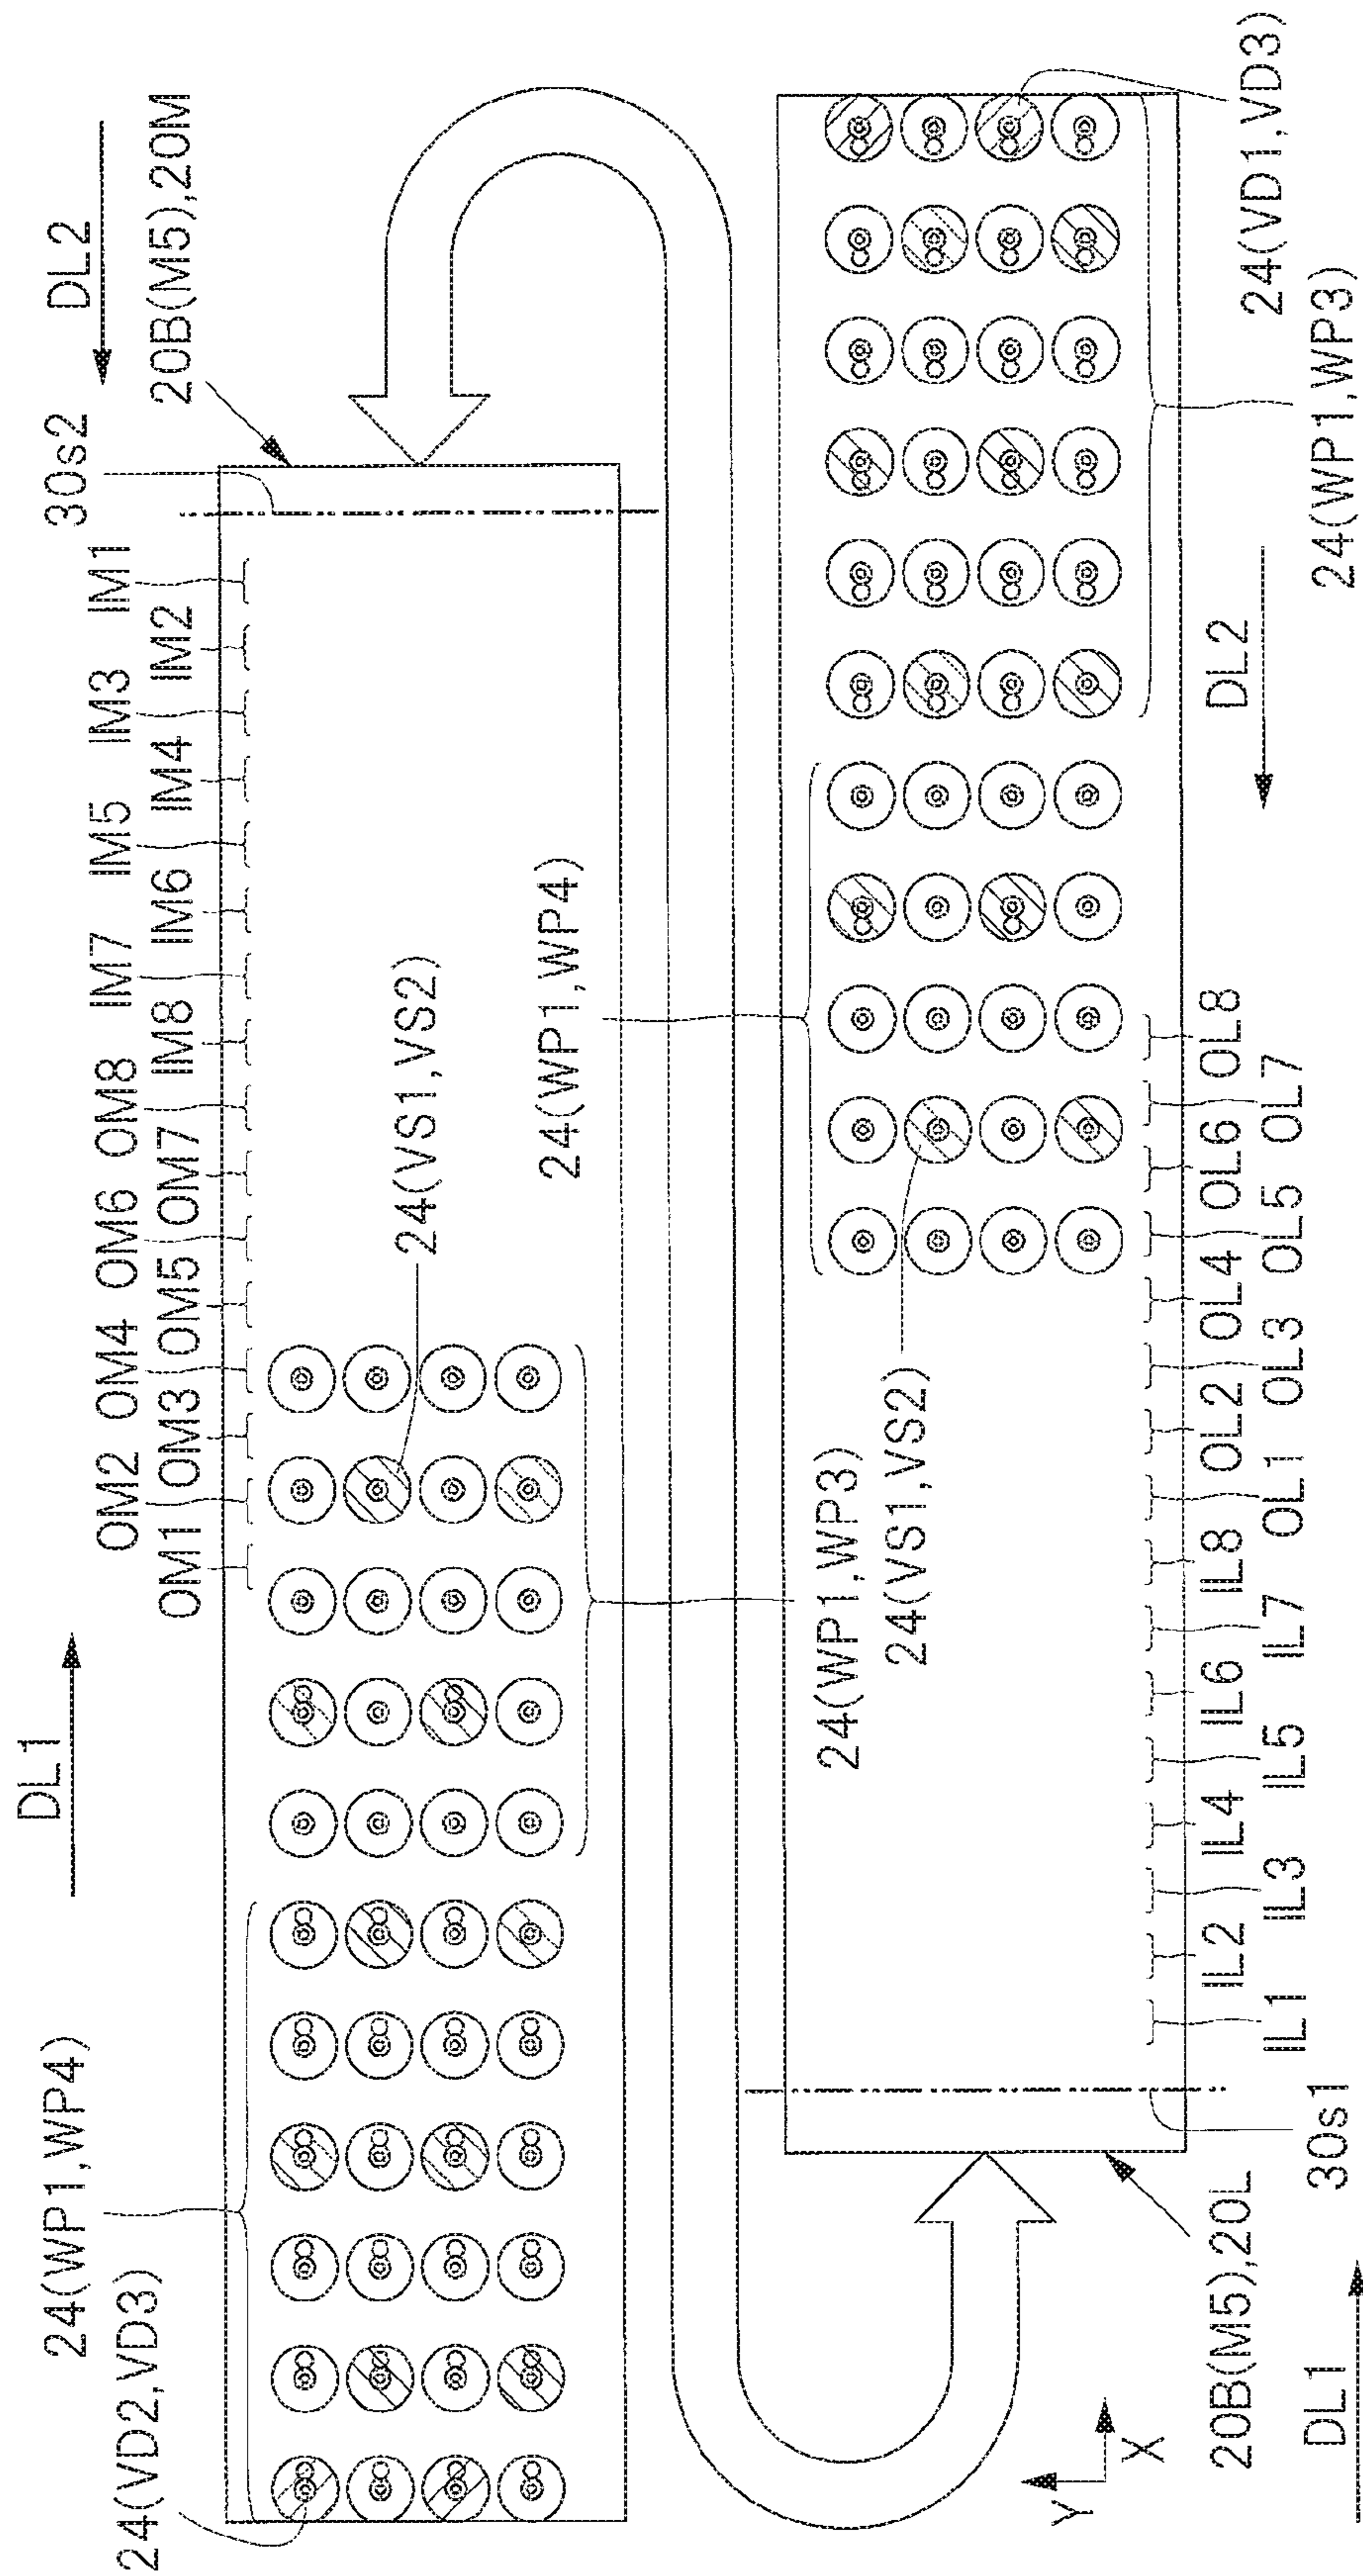 DL1
DL2
24(WP1,WP4)
24(VD2,VD3)
OM2 OM4 OM6 OM8 IM7 IM5 IM3 IM1
OM1 OM3 OM5 OM7 IM8 IM6 IM4 IM2
30s2
20B(M5),20M
24(VS1,VS2)
24(WP1,WP4)
24(WP1,WP3)
24(VS1,VS2)
Y
X
20B(M5),20L
DL1
30s1
IL2 IL4 IL6 IL8 OL2 OL4 OL6 OL8
IL1 IL3 IL5 IL7 OL1 OL3 OL5 OL7
DL2
24(VD1,VD3)
24(WP1,WP3)